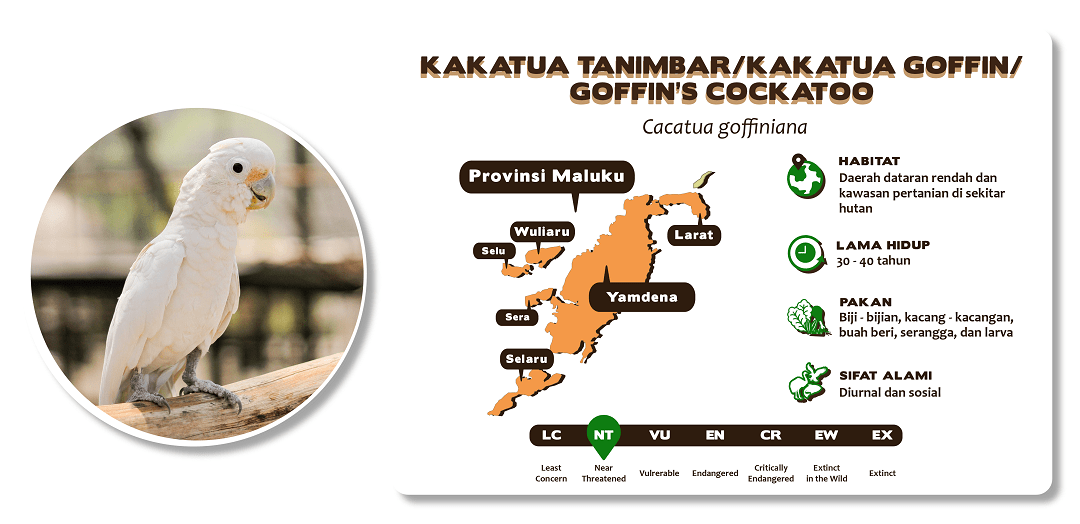 KAKATUA TANIMBAR/KAKATUA GOFFIN/
GOFFIN'S COCKATOO
Cacatua goffiniana
Provinsi Maluku
Wuliaru
Selu
Larat
Yamdena
Sera
Selaru
HABITAT
Daerah dataran rendah dan
kawasan pertanian di sekitar
hutan
LAMA HIDUP
30 - 40 tahun
PAKAN
Biji - bijian, kacang - kacangan,
buah beri, serangga, dan larva
SIFAT ALAMI
Diurnal dan sosial
LC NT VU EN CR EW EX
Least Concern Near Threatened Vulrerable Endangered Critically Endangered Extinct in the Wild Extinct